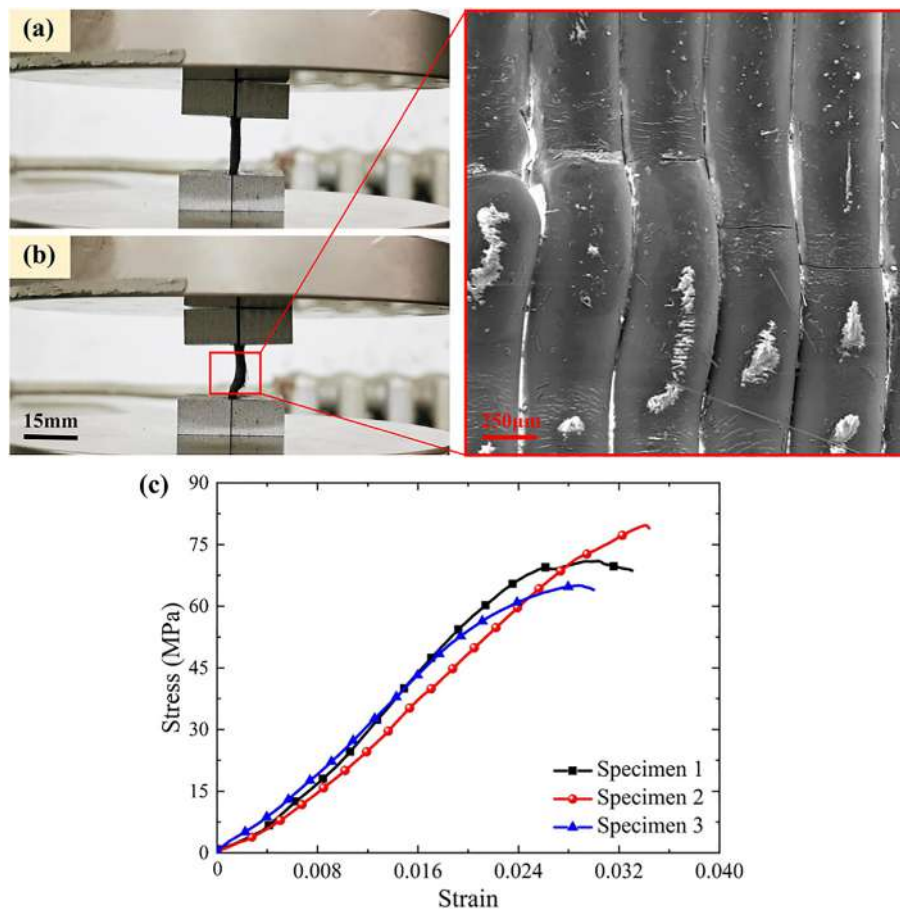 (a)
(b)
15mm
250μm
(c)
90
75
60
45
30
15
0
Stress (MPa)
0
0.008
0.016
0.024
0.032
0.040
Strain
Specimen 1
Specimen 2
Specimen 3